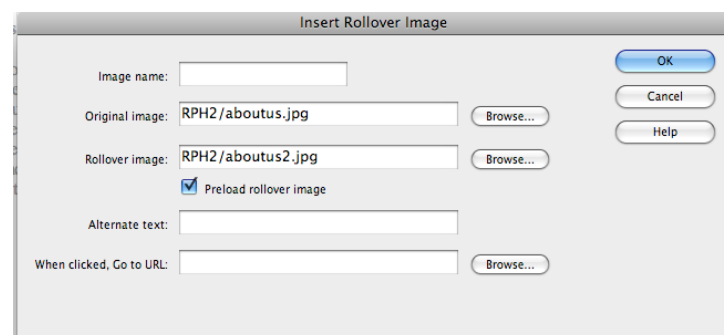 Insert Rollover Image
Image name:
OK
Original image: RPH2/aboutus.jpg Browse... Cancel
Rollover image: RPH2/aboutus2.jpg Browse... Help
Preload rollover image
Alternate text:
When clicked, Go to URL: Browse...